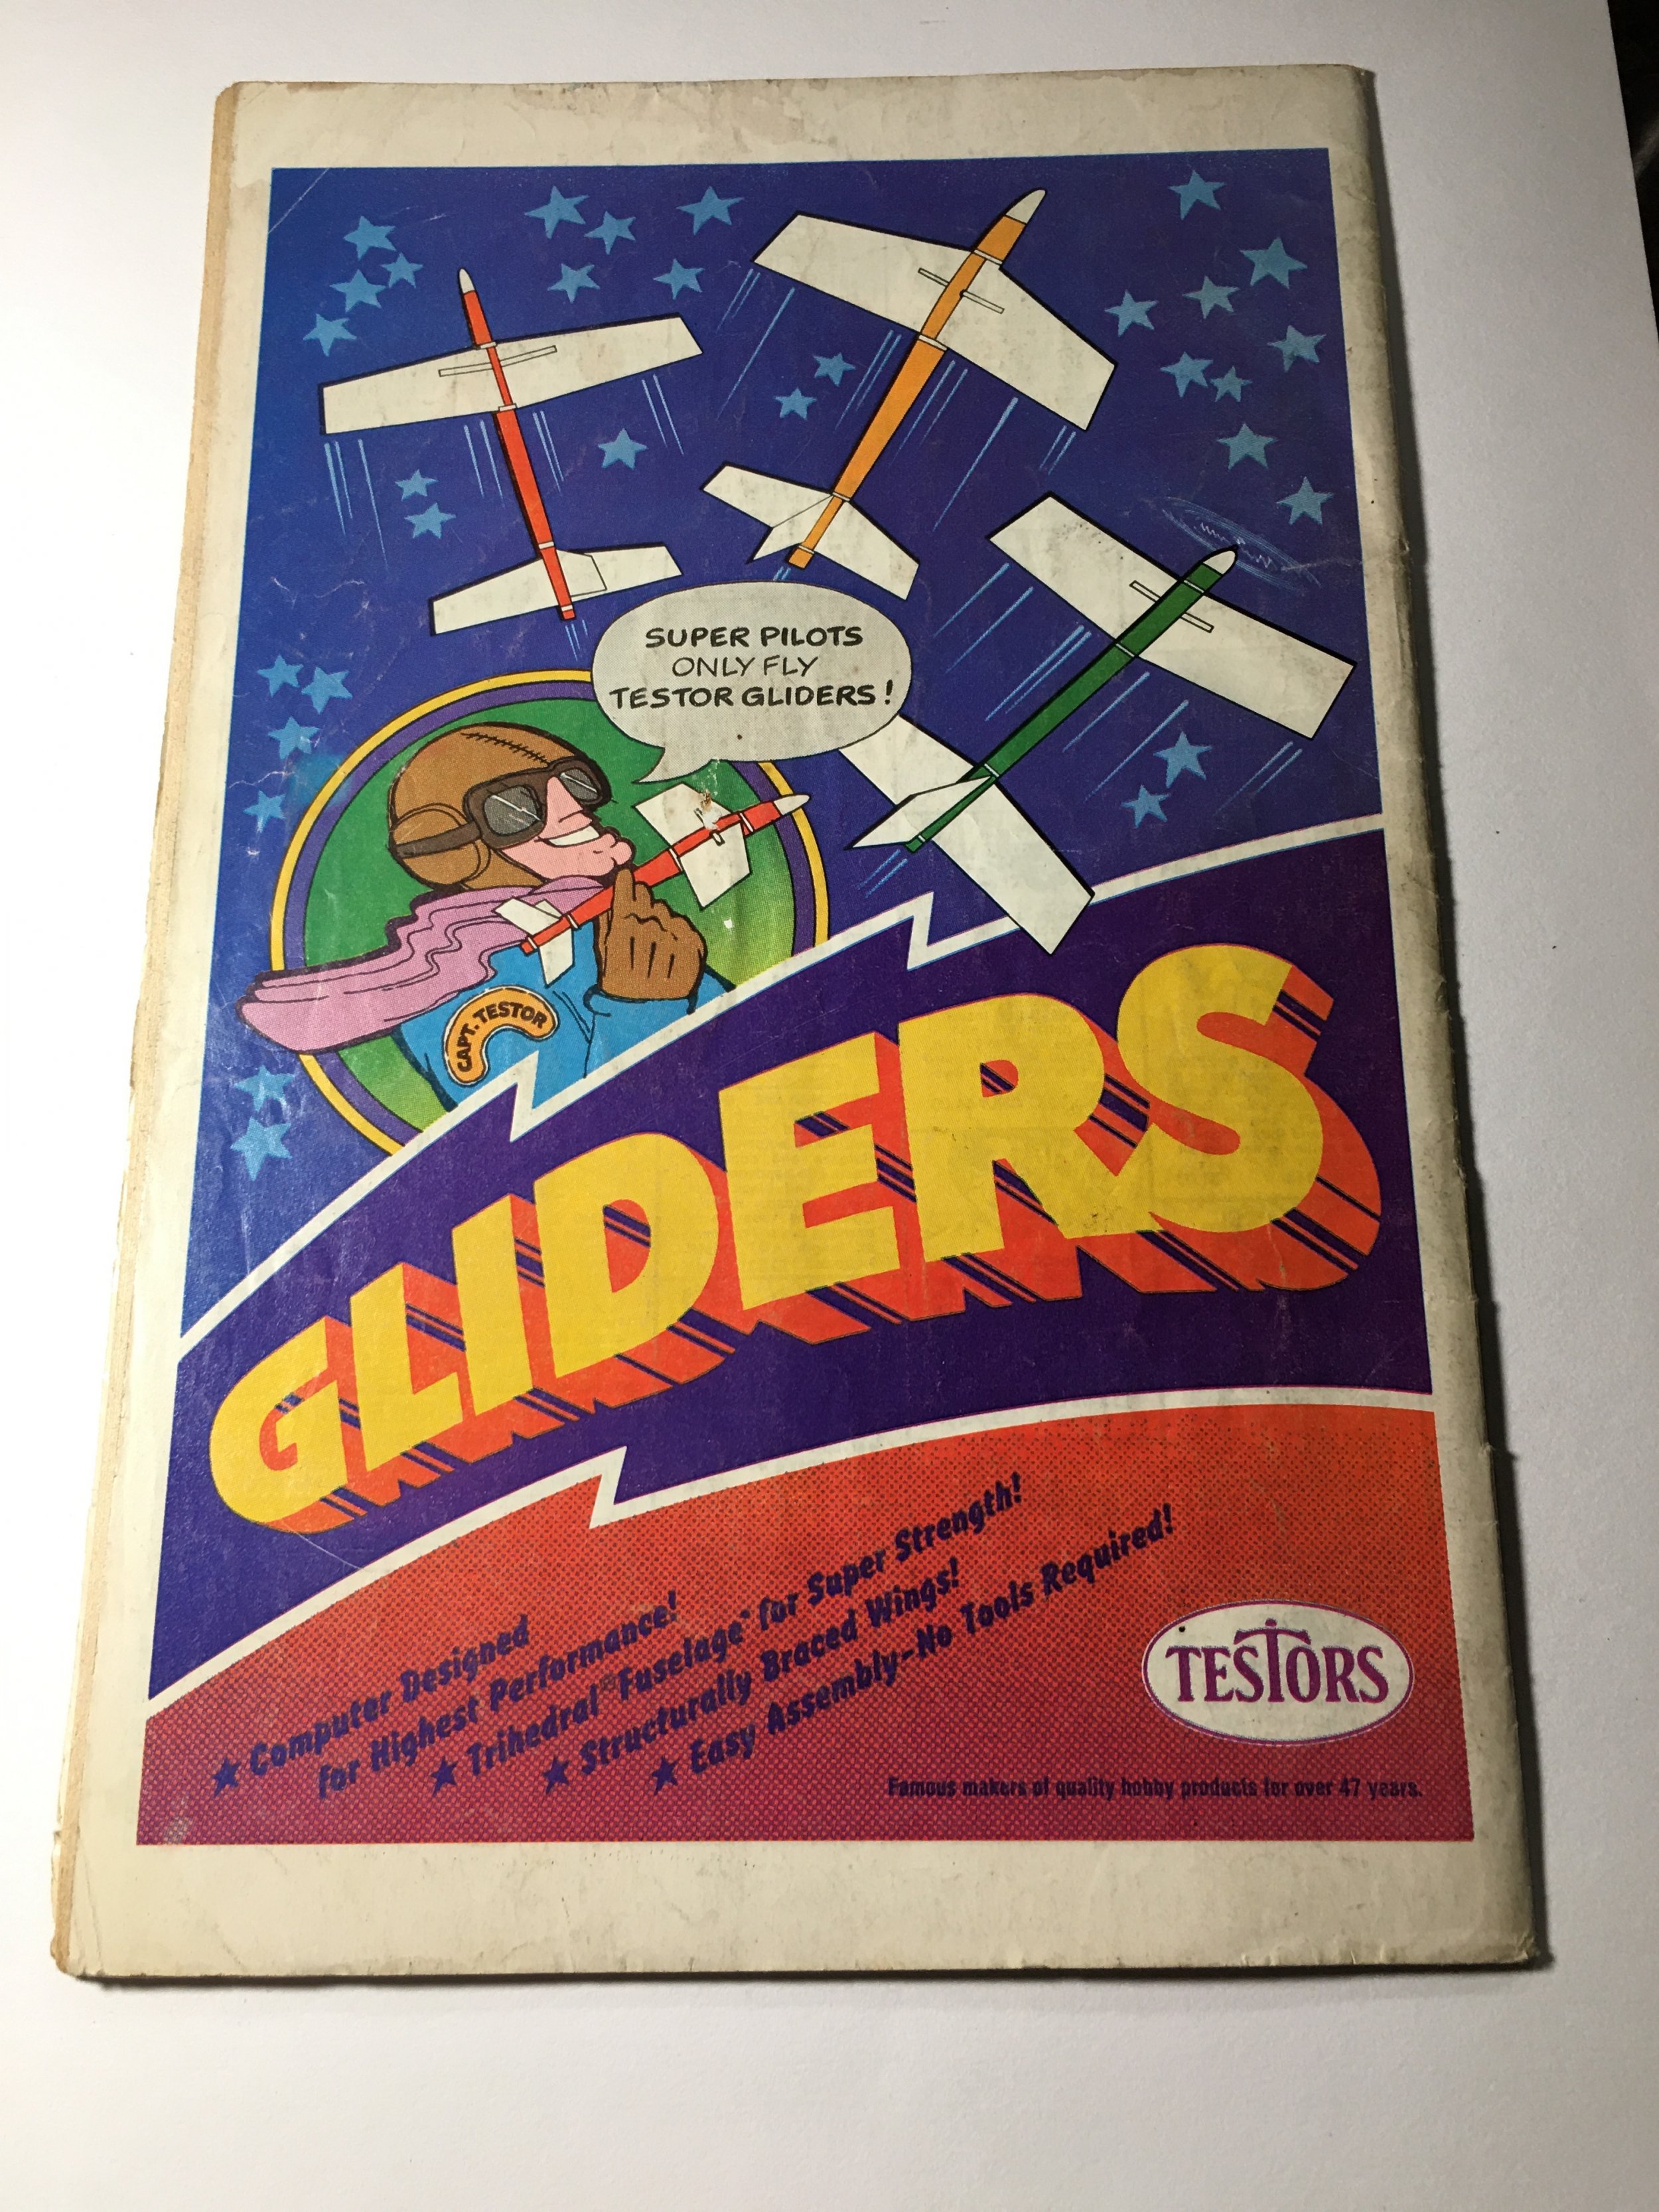 SUPER PILOTS
ONLY FLY
TESTOR GLIDERS!
CAPT. TESTOR
GLIDERS
★ Computer Designed
for Highest Performance!
★ Trihedral® Fuselage for Super Strength!
★ Structurally Braced Wings!
★ Easy Assembly-No Tools Required!
TESTORS
Famous makers of quality hobby products for over 47 years.